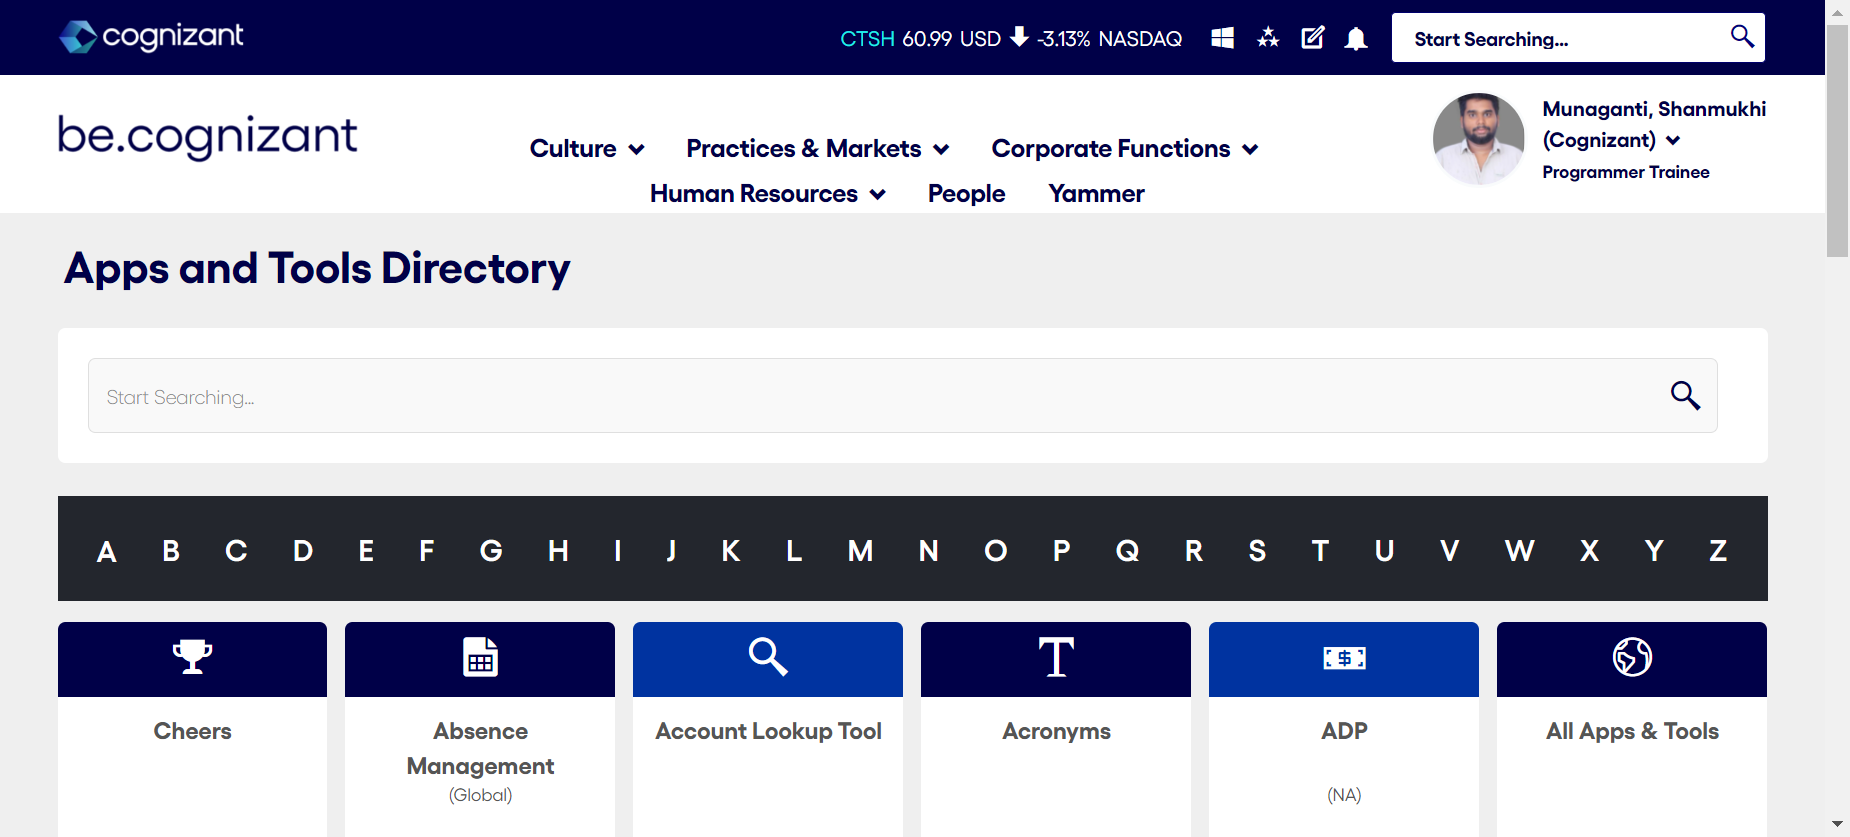 cognizant
CTSH 60.99 USD -3.13% NASDAQ
Start Searching...
be.cognizant
Culture Practices & Markets Corporate Functions
Human Resources People Yammer
Munaganti, Shanmukhi
(Cognizant)
Programmer Trainee
Apps and Tools Directory
Start Searching...
A B C D E F G H I J K L M N O P Q R S T U V W X Y Z
T
Cheers
Absence
Management
(Global)
Account Lookup Tool
Acronyms
ADP
(NA)
All Apps & Tools